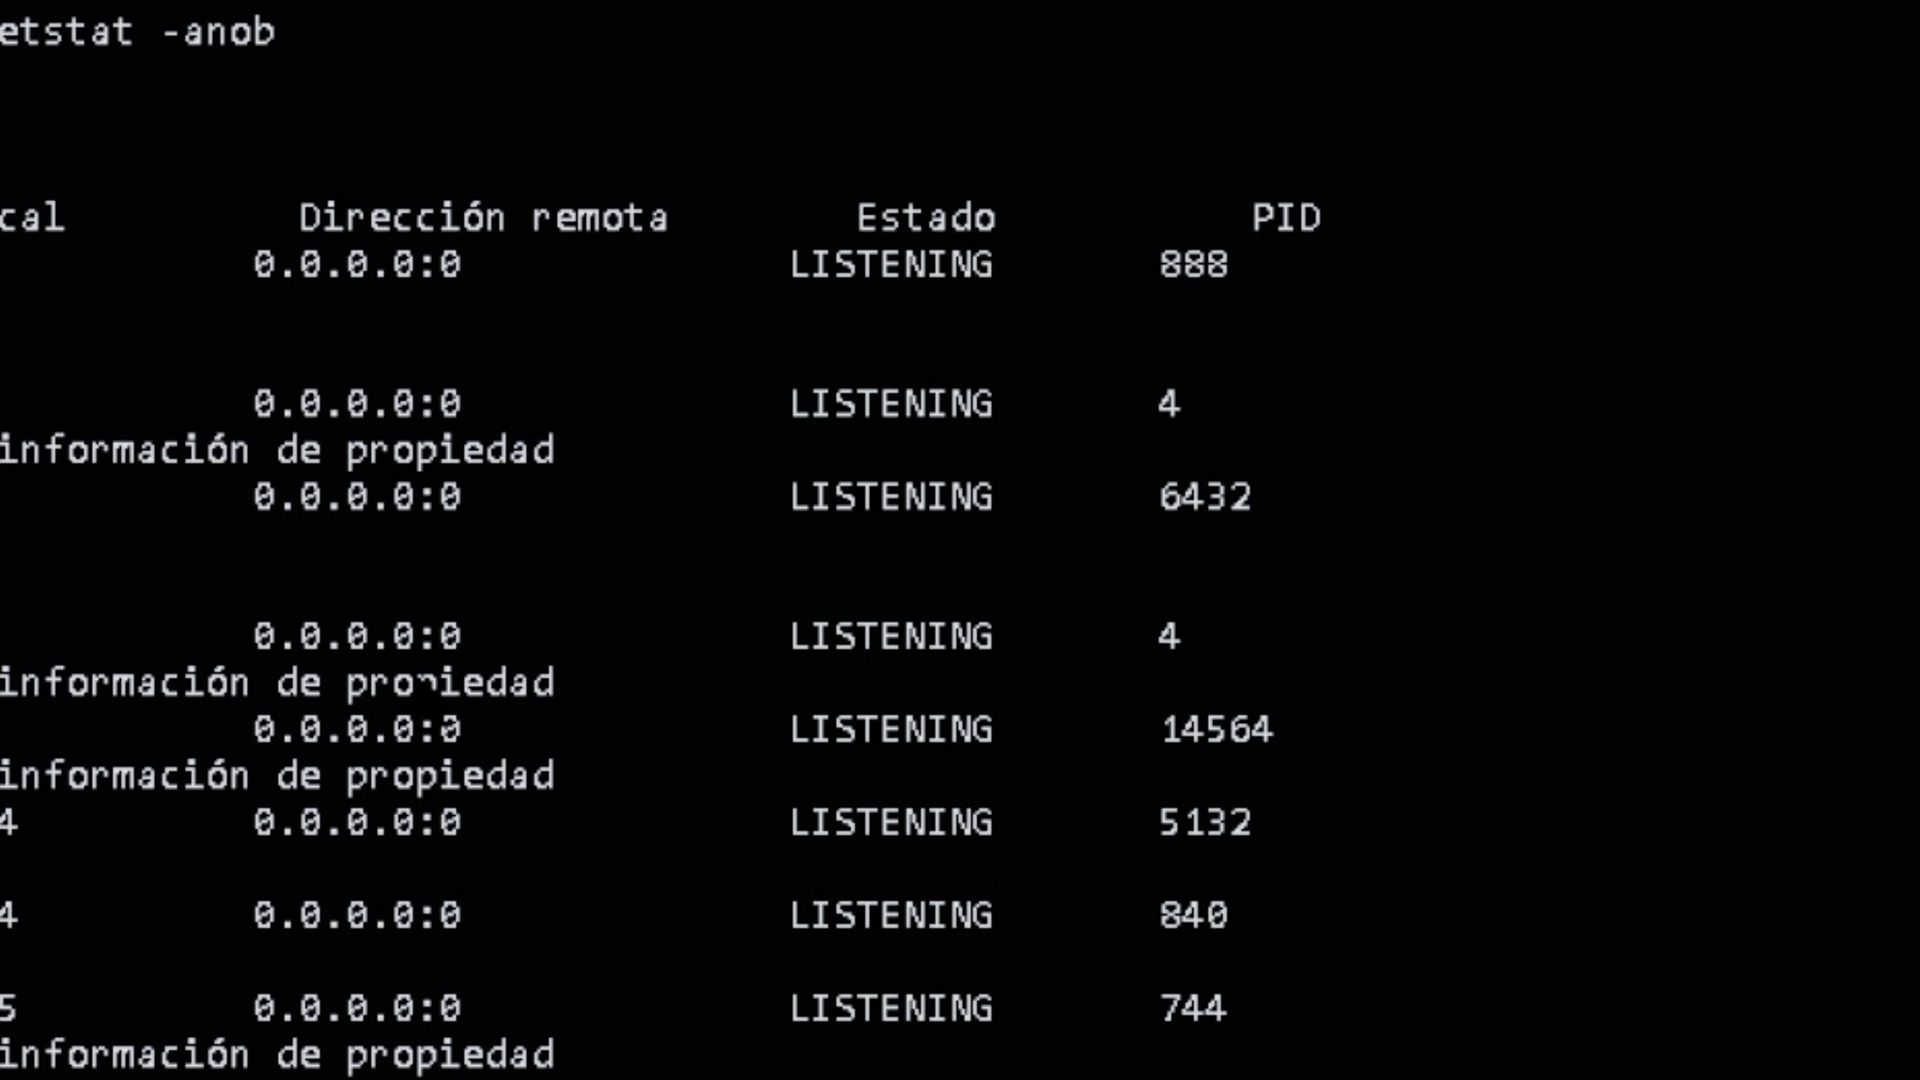 etstat -anob
cal Dirección remota Estado PID
0.0.0.0:0 LISTENING 888
0.0.0.0:0 LISTENING 4
información de propiedad
0.0.0.0:0 LISTENING 6432
0.0.0.0:0 LISTENING 4
información de propiedad
0.0.0.0:0 LISTENING 14564
información de propiedad
4 0.0.0.0:0 LISTENING 5132
4 0.0.0.0:0 LISTENING 840
5 0.0.0.0:0 LISTENING 744
información de propiedad